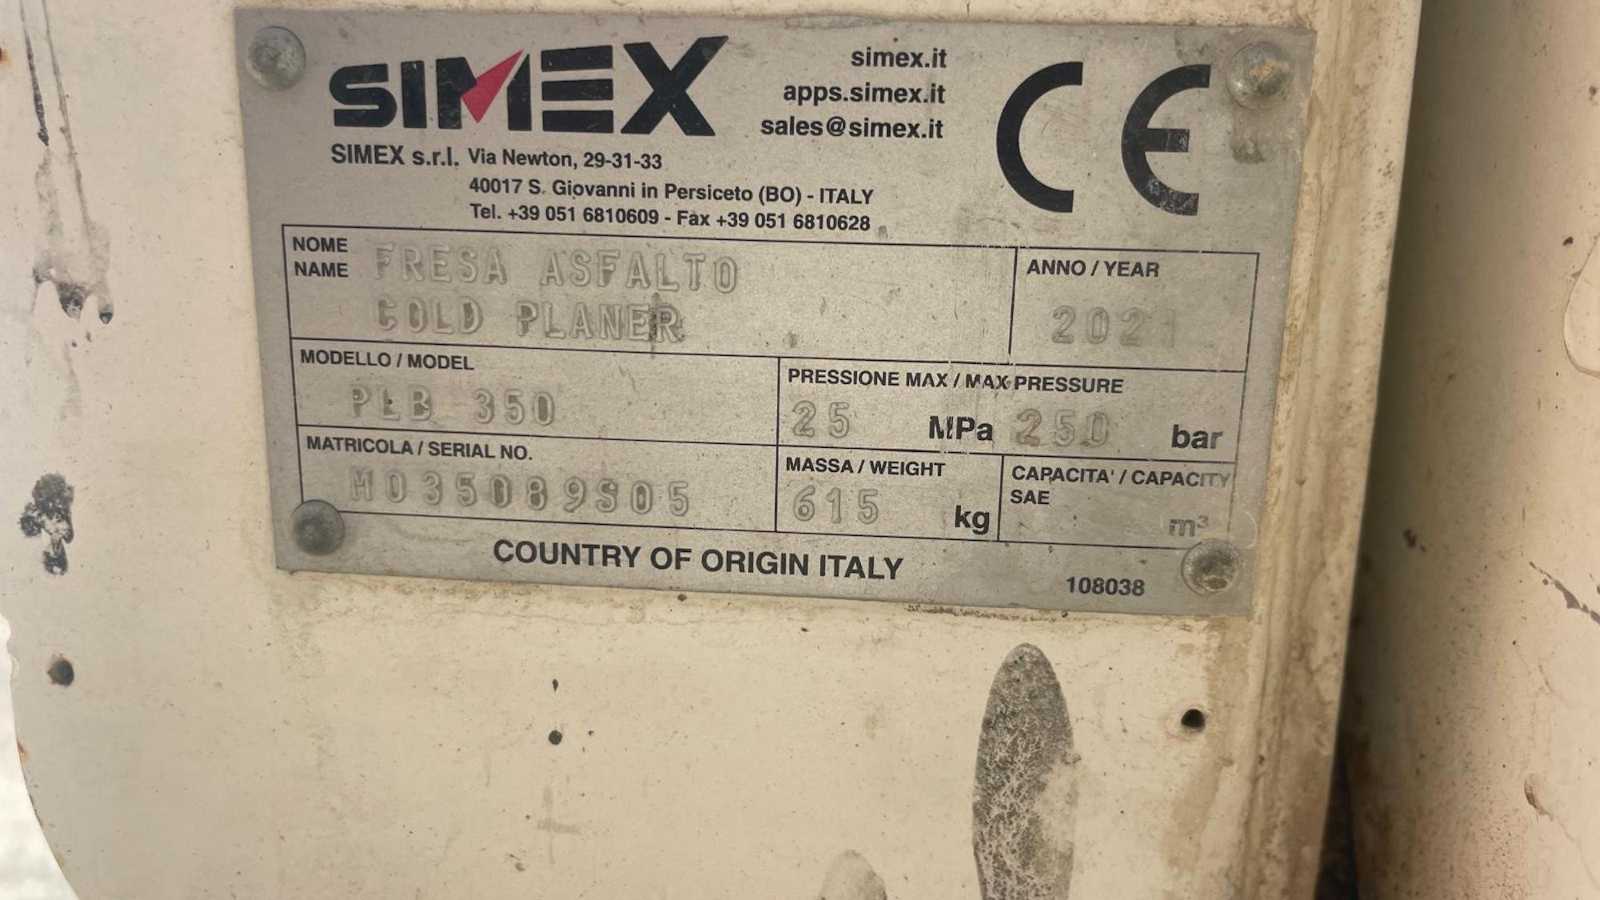 SIMEX
simex.it
apps.simex.it
sales@simex.it
CE
SIMEX s.r.l. Via Newton, 29-31-33
40017 S. Giovanni in Persiceto (BO) - ITALY
Tel. +39 051 6810609 - Fax +39 051 6810628
NOME
NAME
FRESA ASFALTO
COLD PLANER
ANNO / YEAR
2021
MODELLO / MODEL
PLB 350
PRESSIONE MAX / MAX PRESSURE
25 MPa 250 bar
MATRICOLA / SERIAL NO.
M035089S05
MASSA / WEIGHT
615 kg
CAPACITA' / CAPACITY
SAE
m³
COUNTRY OF ORIGIN ITALY
108038